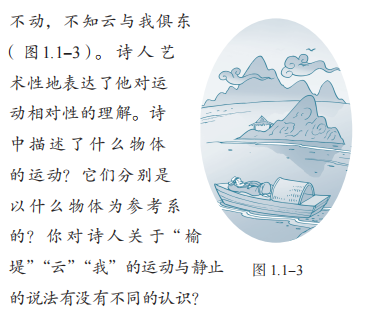 不动，不知云与我俱东
（图1.1-3）。诗人艺
术性地表达了他对运
动相对性的理解。诗
中描述了什么物体
的运动？它们分别是
以什么物体为参考系
的？你对诗人关于“榆
堤”“云”“我”的运动与静止
的说法有没有不同的认识？
图 1.1-3